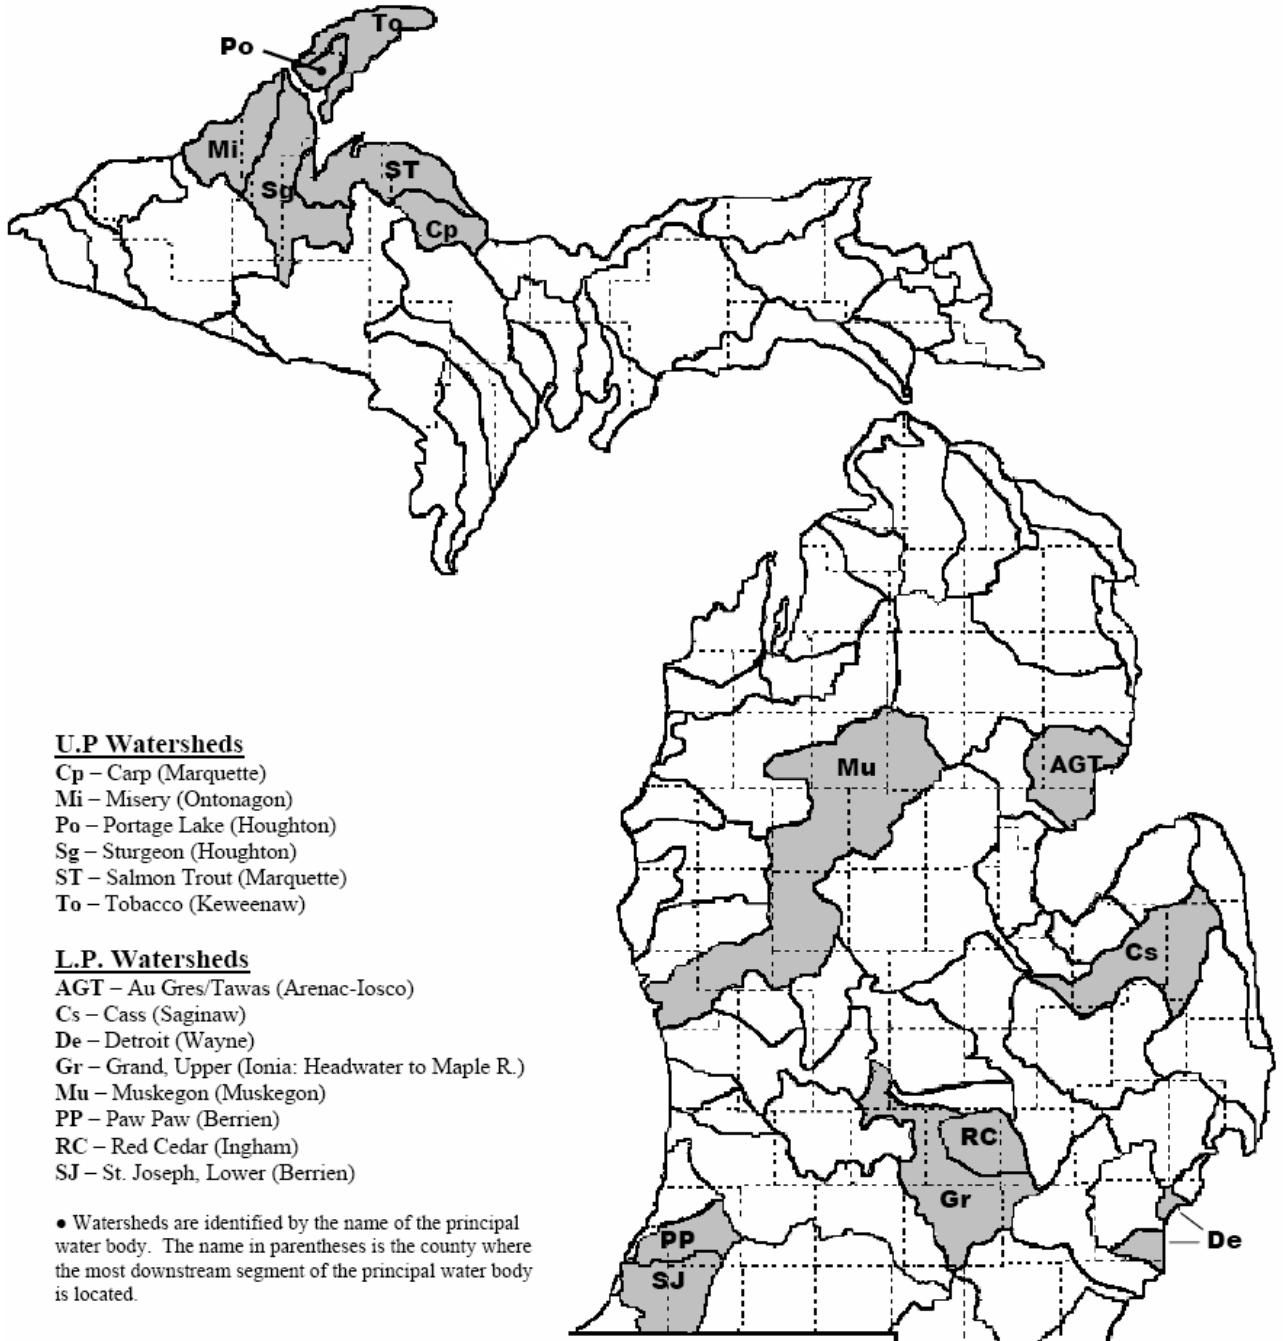 To
Po
Mi
ST
Sg
Cp
Mu
AGT
Cs
RC
Gr
PP
De
SJ
U.P Watersheds
Cp – Carp (Marquette)
Mi – Misery (Ontonagon)
Po – Portage Lake (Houghton)
Sg – Sturgeon (Houghton)
ST – Salmon Trout (Marquette)
To – Tobacco (Keweenaw)
L.P. Watersheds
AGT – Au Gres/Tawas (Arenac-Iosco)
Cs – Cass (Saginaw)
De – Detroit (Wayne)
Gr – Grand, Upper (Ionia: Headwater to Maple R.)
Mu – Muskegon (Muskegon)
PP – Paw Paw (Berrien)
RC – Red Cedar (Ingham)
SJ – St. Joseph, Lower (Berrien)
● Watersheds are identified by the name of the principal
water body. The name in parentheses is the county where
the most downstream segment of the principal water body
is located.